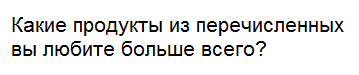 Какие продукты из перечисленных
вы любите больше всего?